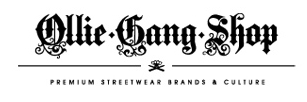 Ollie·Gang·Shop
PREMIUM STREETWEAR BRANDS & CULTURE